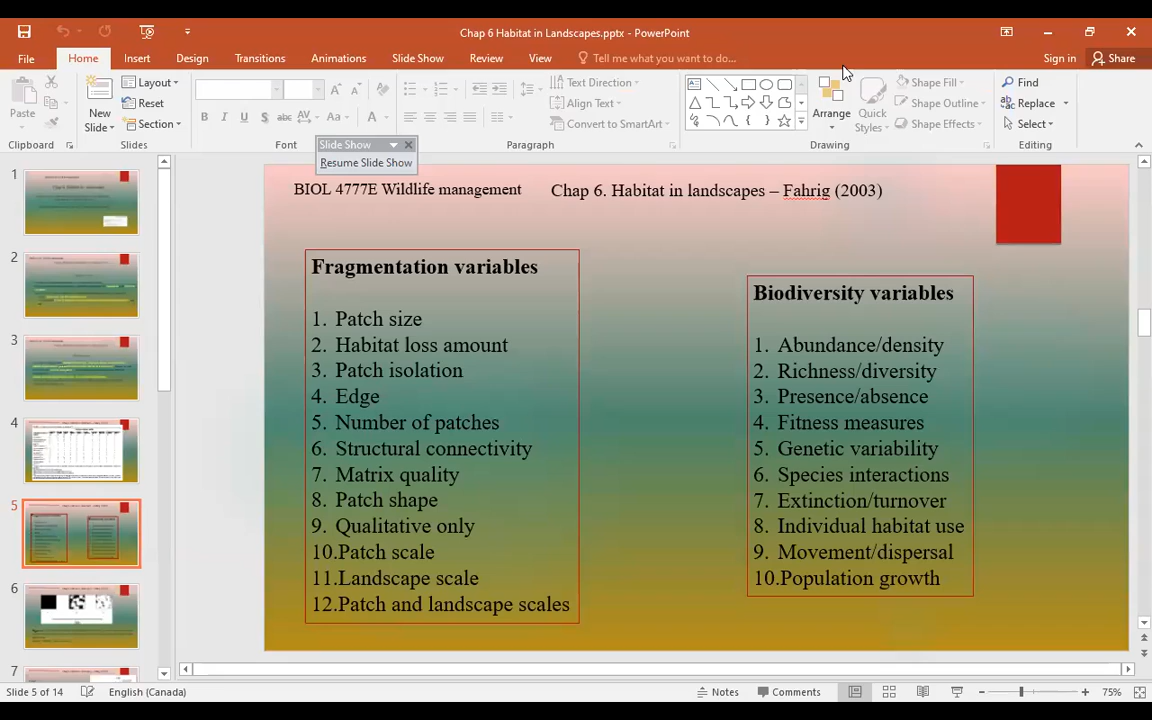 Chap 6 Habitat in Landscapes.pptx - PowerPoint
File Home Insert Design Transitions Animations Slide Show Review View Tell me what you want to do... Sign in Share
Paste
New
Slide
Layout
Reset
Section
B I U S abc AV Aa A
Text Direction
Align Text
Convert to SmartArt
Arrange
Quick
Styles
Shape Fill
Shape Outline
Shape Effects
Find
Replace
Select
Clipboard Slides Font Paragraph Drawing Editing
Slide Show
Resume Slide Show
1
2
3
4
5
6
7
BIOL 4777E Wildlife management
Chap 6. Habitat in landscapes – Fahrig (2003)
Fragmentation variables
1. Patch size
2. Habitat loss amount
3. Patch isolation
4. Edge
5. Number of patches
6. Structural connectivity
7. Matrix quality
8. Patch shape
9. Qualitative only
10.Patch scale
11.Landscape scale
12.Patch and landscape scales
Biodiversity variables
1. Abundance/density
2. Richness/diversity
3. Presence/absence
4. Fitness measures
5. Genetic variability
6. Species interactions
7. Extinction/turnover
8. Individual habitat use
9. Movement/dispersal
10.Population growth
Slide 5 of 14 English (Canada) Notes Comments 75%